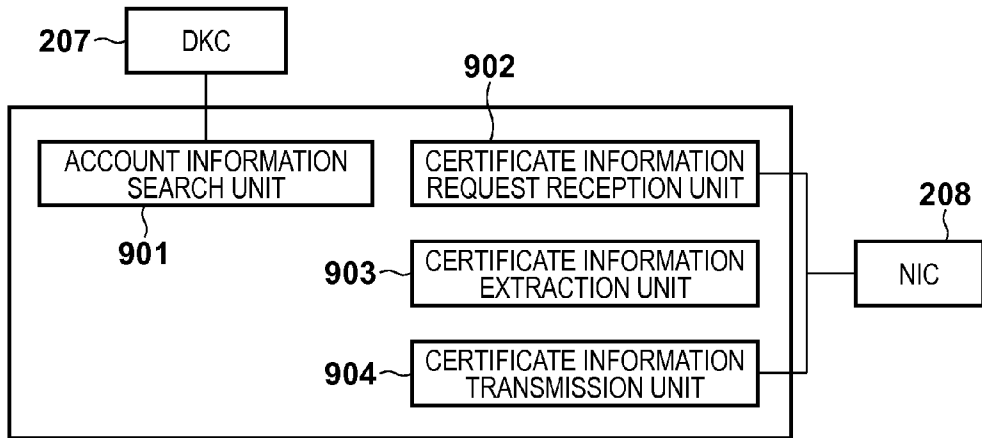 207
DKC
902
ACCOUNT INFORMATION
SEARCH UNIT
901
CERTIFICATE INFORMATION
REQUEST RECEPTION UNIT
208
NIC
903
CERTIFICATE INFORMATION
EXTRACTION UNIT
904
CERTIFICATE INFORMATION
TRANSMISSION UNIT